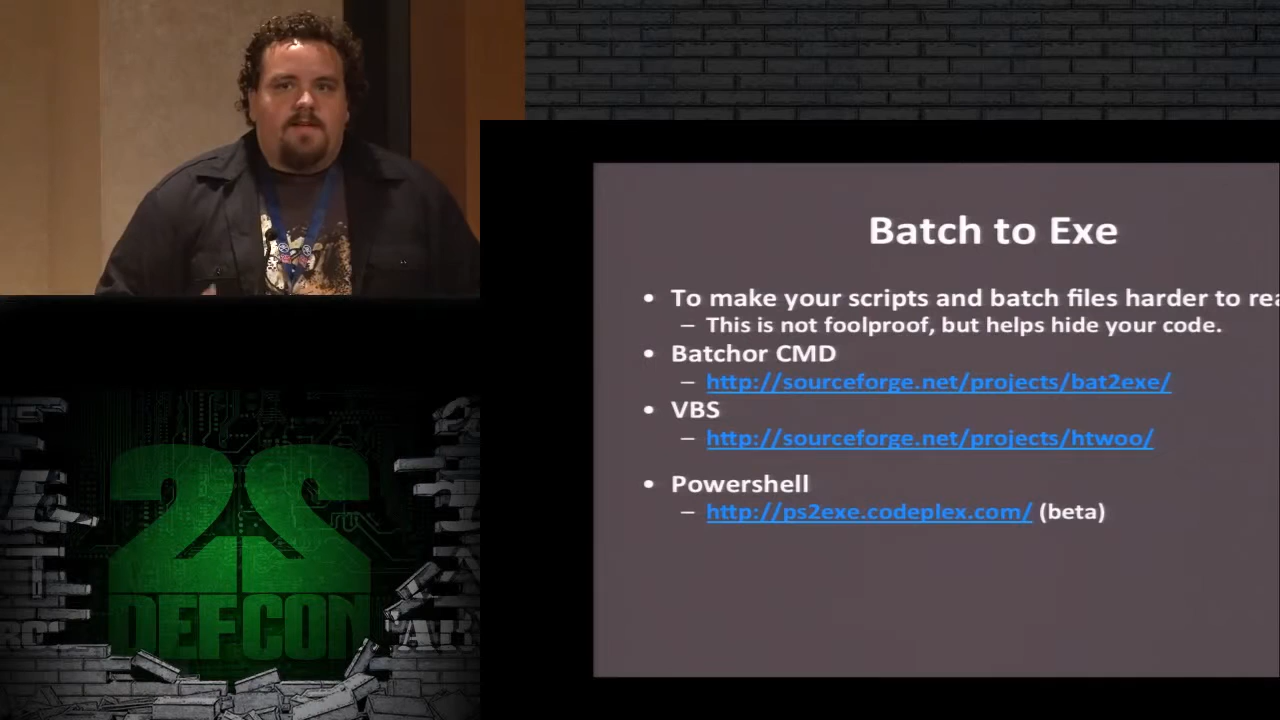 Batch to Exe
• To make your scripts and batch files harder to rea
– This is not foolproof, but helps hide your code.
• Batchor CMD
– http://sourceforge.net/projects/bat2exe/
• VBS
– http://sourceforge.net/projects/htwoo/
• Powershell
– http://ps2exe.codeplex.com/ (beta)
22
DEFCON